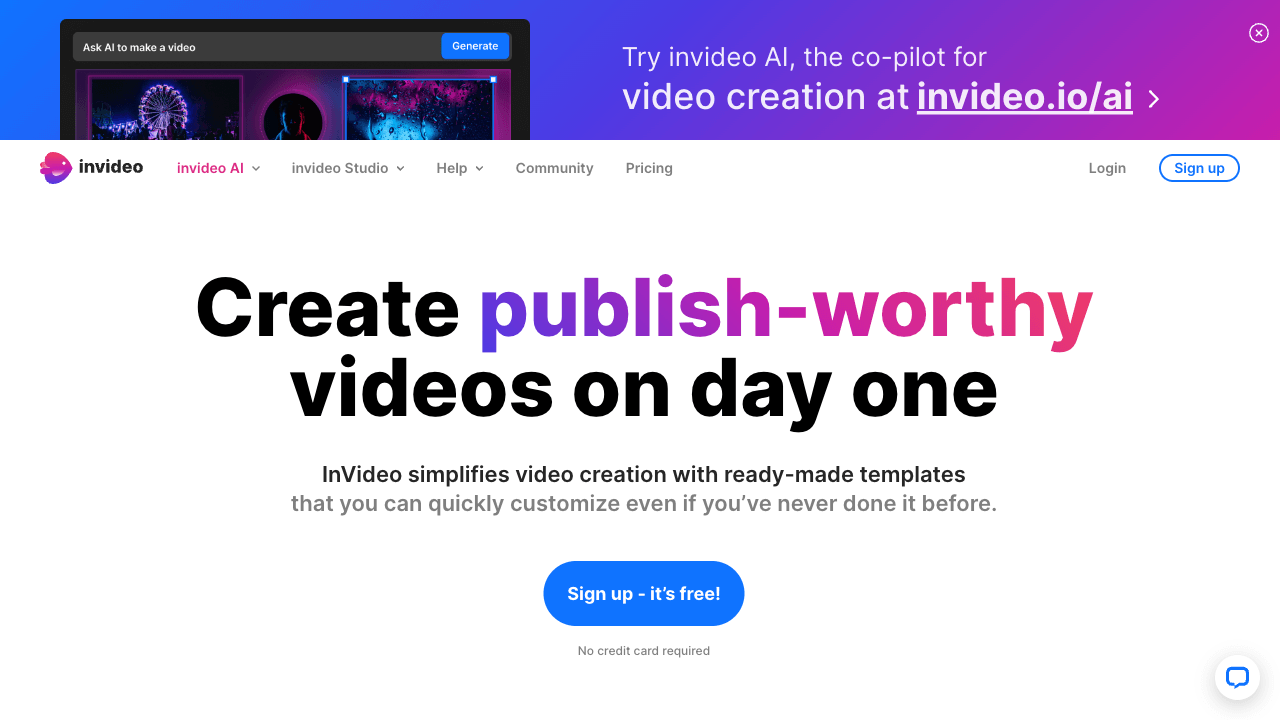 Ask AI to make a video
Generate
Try invideo AI, the co-pilot for
video creation at invideo.io/ai
invideo
invideo AI
invideo Studio
Help
Community
Pricing
Login
Sign up
Create publish-worthy
videos on day one
InVideo simplifies video creation with ready-made templates
that you can quickly customize even if you’ve never done it before.
Sign up - it’s free!
No credit card required